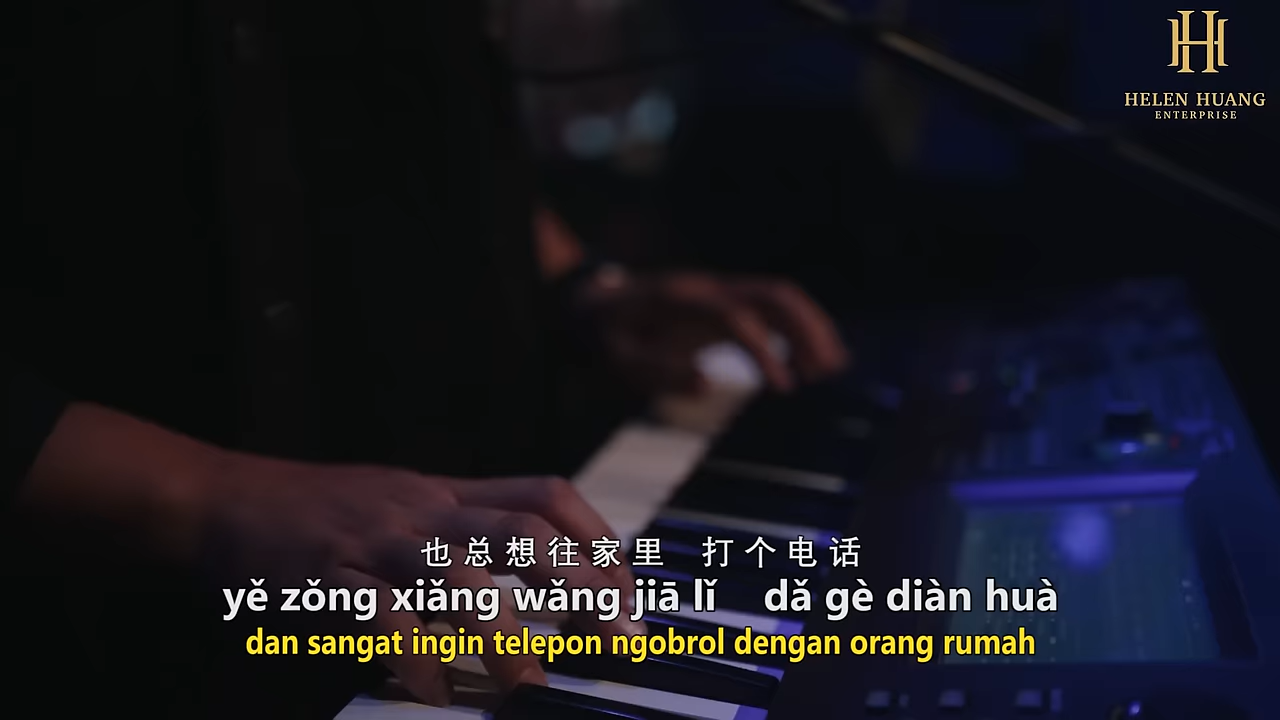 HELEN HUANG
ENTERPRISE
也总想往家里 打个电话
yě zǒng xiǎng wǎng jiā lǐ dǎ gè diàn huà
dan sangat ingin telepon ngobrol dengan orang rumah